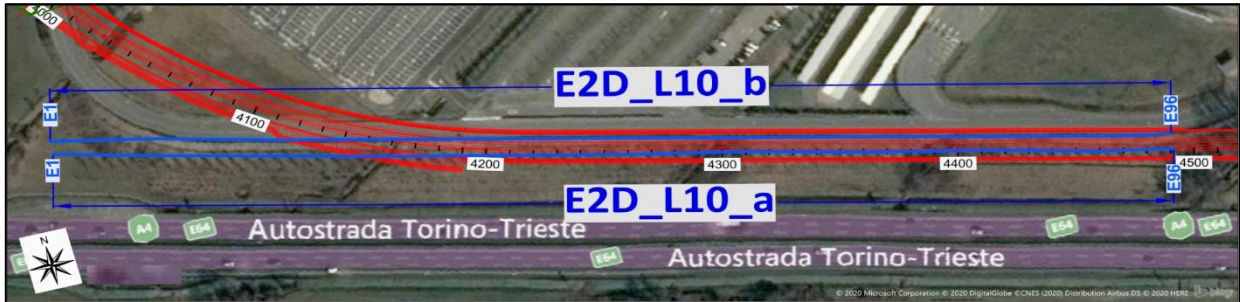 4000
E2D_L10_b
E1
E96
4100
4200
4300
4400
4500
E1
E96
E2D_L10_a
A4
E64
Autostrada Torino-Trieste
E64
A4
E64
N
E64
Autostrada Torino-Trieste
© 2020 Microsoft Corporation © 2020 DigitalGlobe ©CNES (2020) Distribution Airbus DS © 2020 HERE
bing